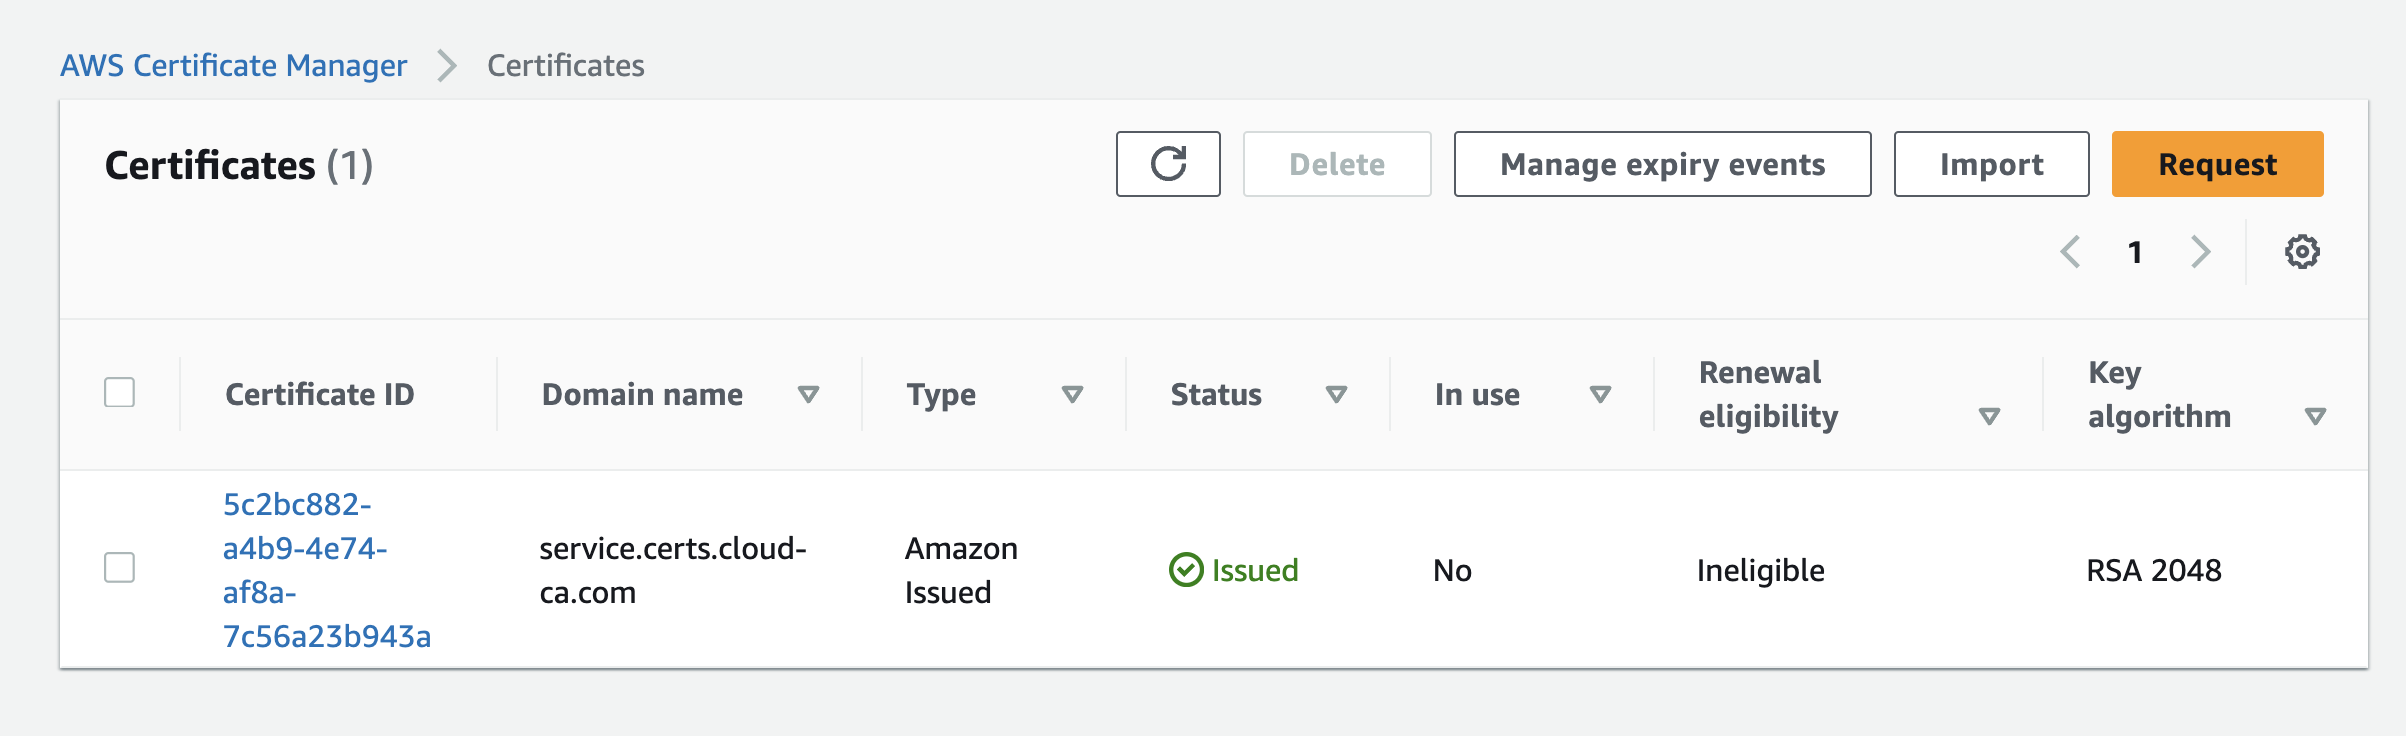 AWS Certificate Manager > Certificates
Certificates (1)
Delete
Manage expiry events
Import
Request
1
Certificate ID
Domain name
Type
Status
In use
Renewal
eligibility
Key
algorithm
5c2bc882-
a4b9-4e74-
af8a-
7c56a23b943a
service.certs.cloud-
ca.com
Amazon
Issued
Issued
No
Ineligible
RSA 2048